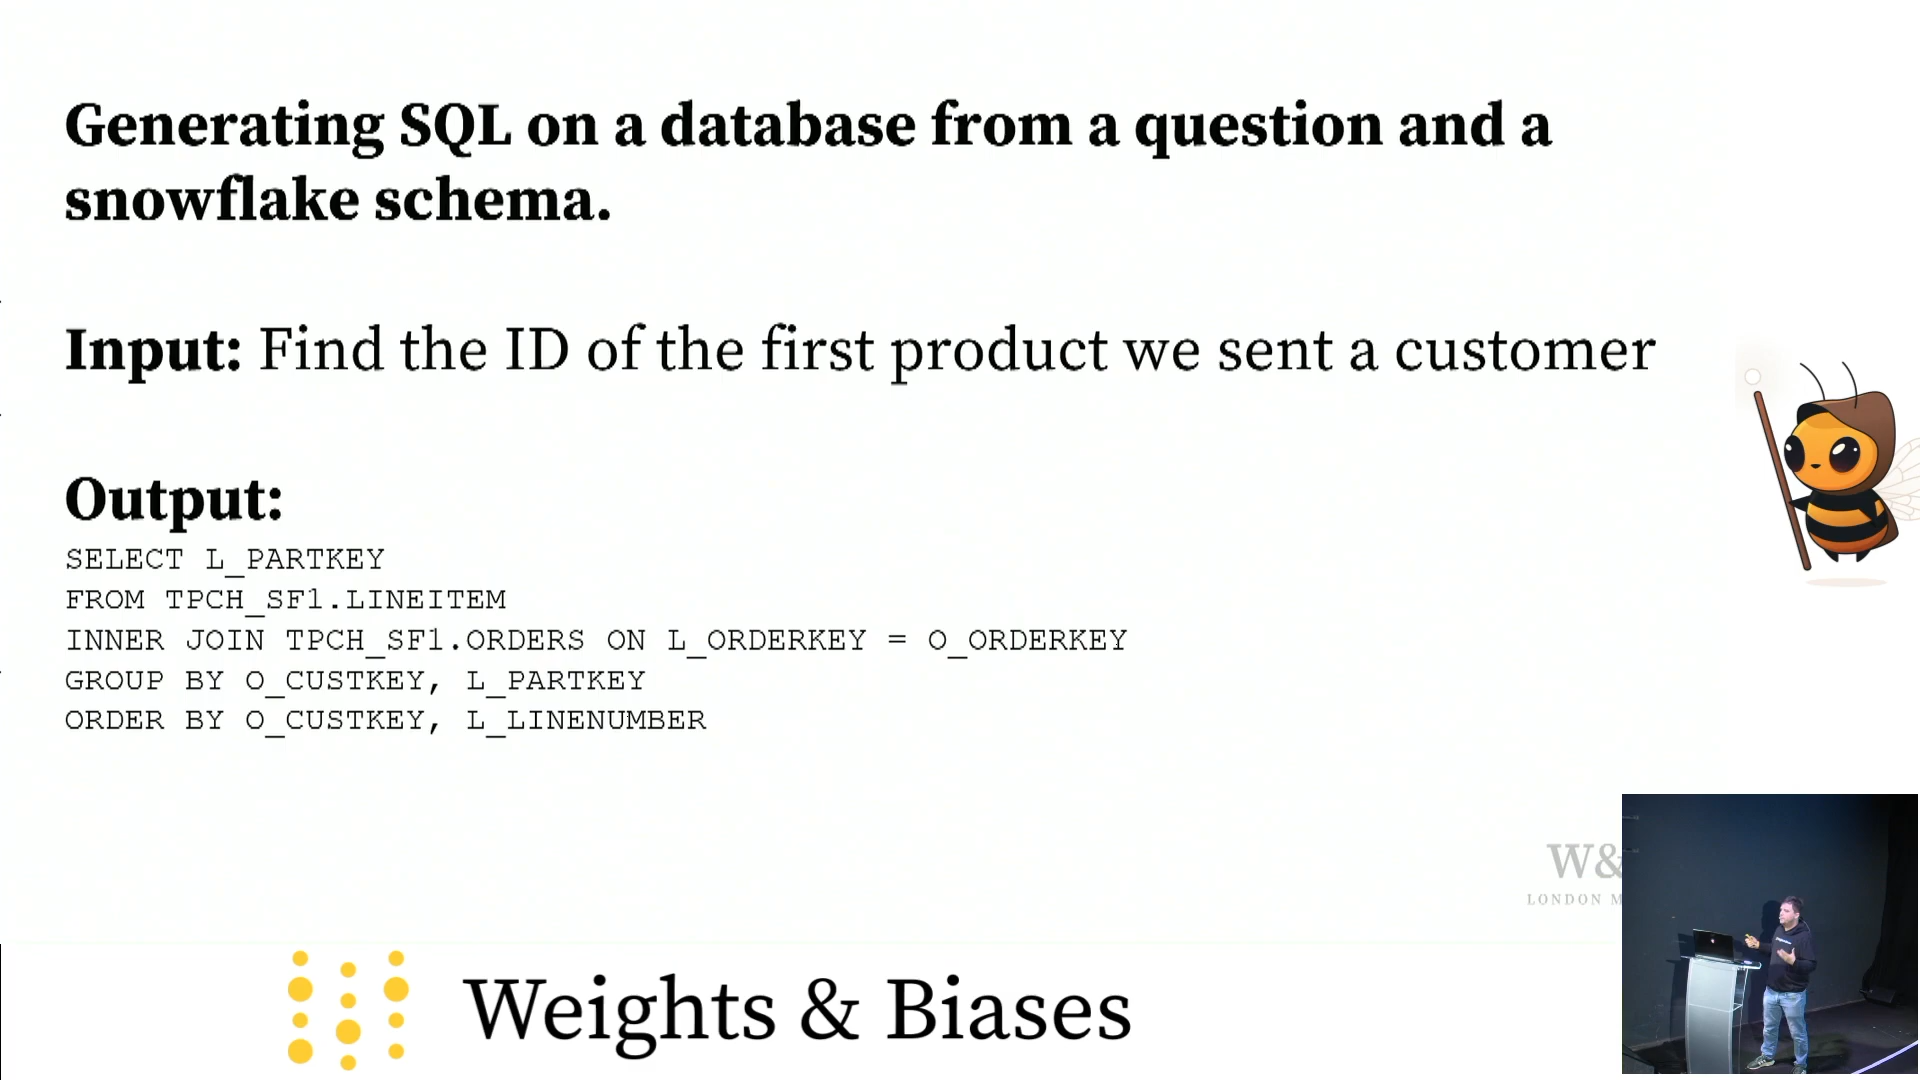 Generating SQL on a database from a question and a
snowflake schema.
Input: Find the ID of the first product we sent a customer
Output:
SELECT L_PARTKEY
FROM TPCH_SF1.LINEITEM
INNER JOIN TPCH_SF1.ORDERS ON L_ORDERKEY = O_ORDERKEY
GROUP BY O_CUSTKEY, L_PARTKEY
ORDER BY O_CUSTKEY, L_LINENUMBER
W&
LONDON M
Weights & Biases